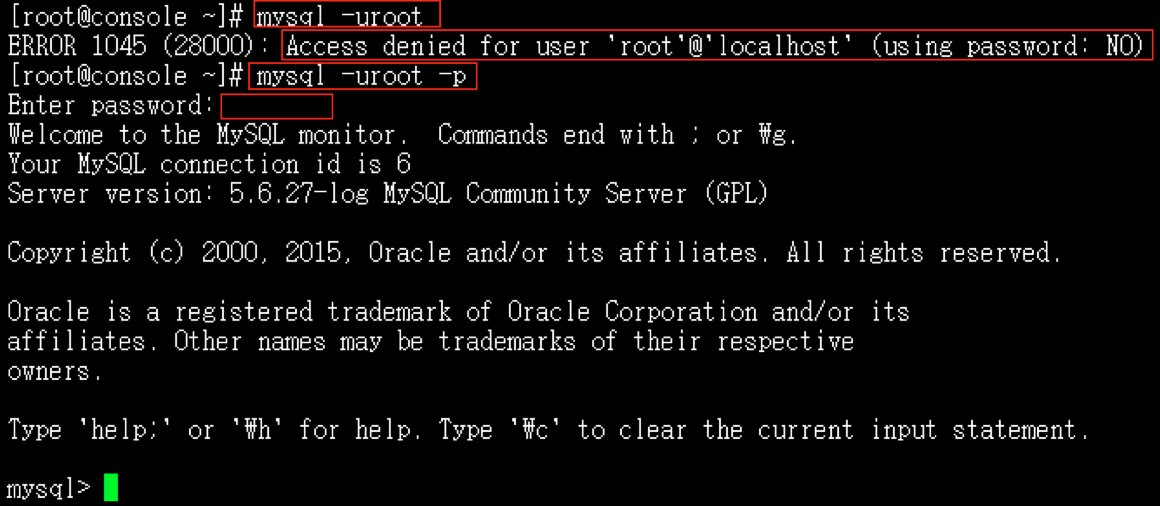 [root@console ~]# mysql -uroot
ERROR 1045 (28000): Access denied for user 'root'@'localhost' (using password: NO)
[root@console ~]# mysql -uroot -p
Enter password:
Welcome to the MySQL monitor.  Commands end with ; or ₩g.
Your MySQL connection id is 6
Server version: 5.6.27-log MySQL Community Server (GPL)
Copyright (c) 2000, 2015, Oracle and/or its affiliates. All rights reserved.
Oracle is a registered trademark of Oracle Corporation and/or its
affiliates. Other names may be trademarks of their respective
owners.
Type 'help;' or '₩h' for help. Type '₩c' to clear the current input statement.
mysql>